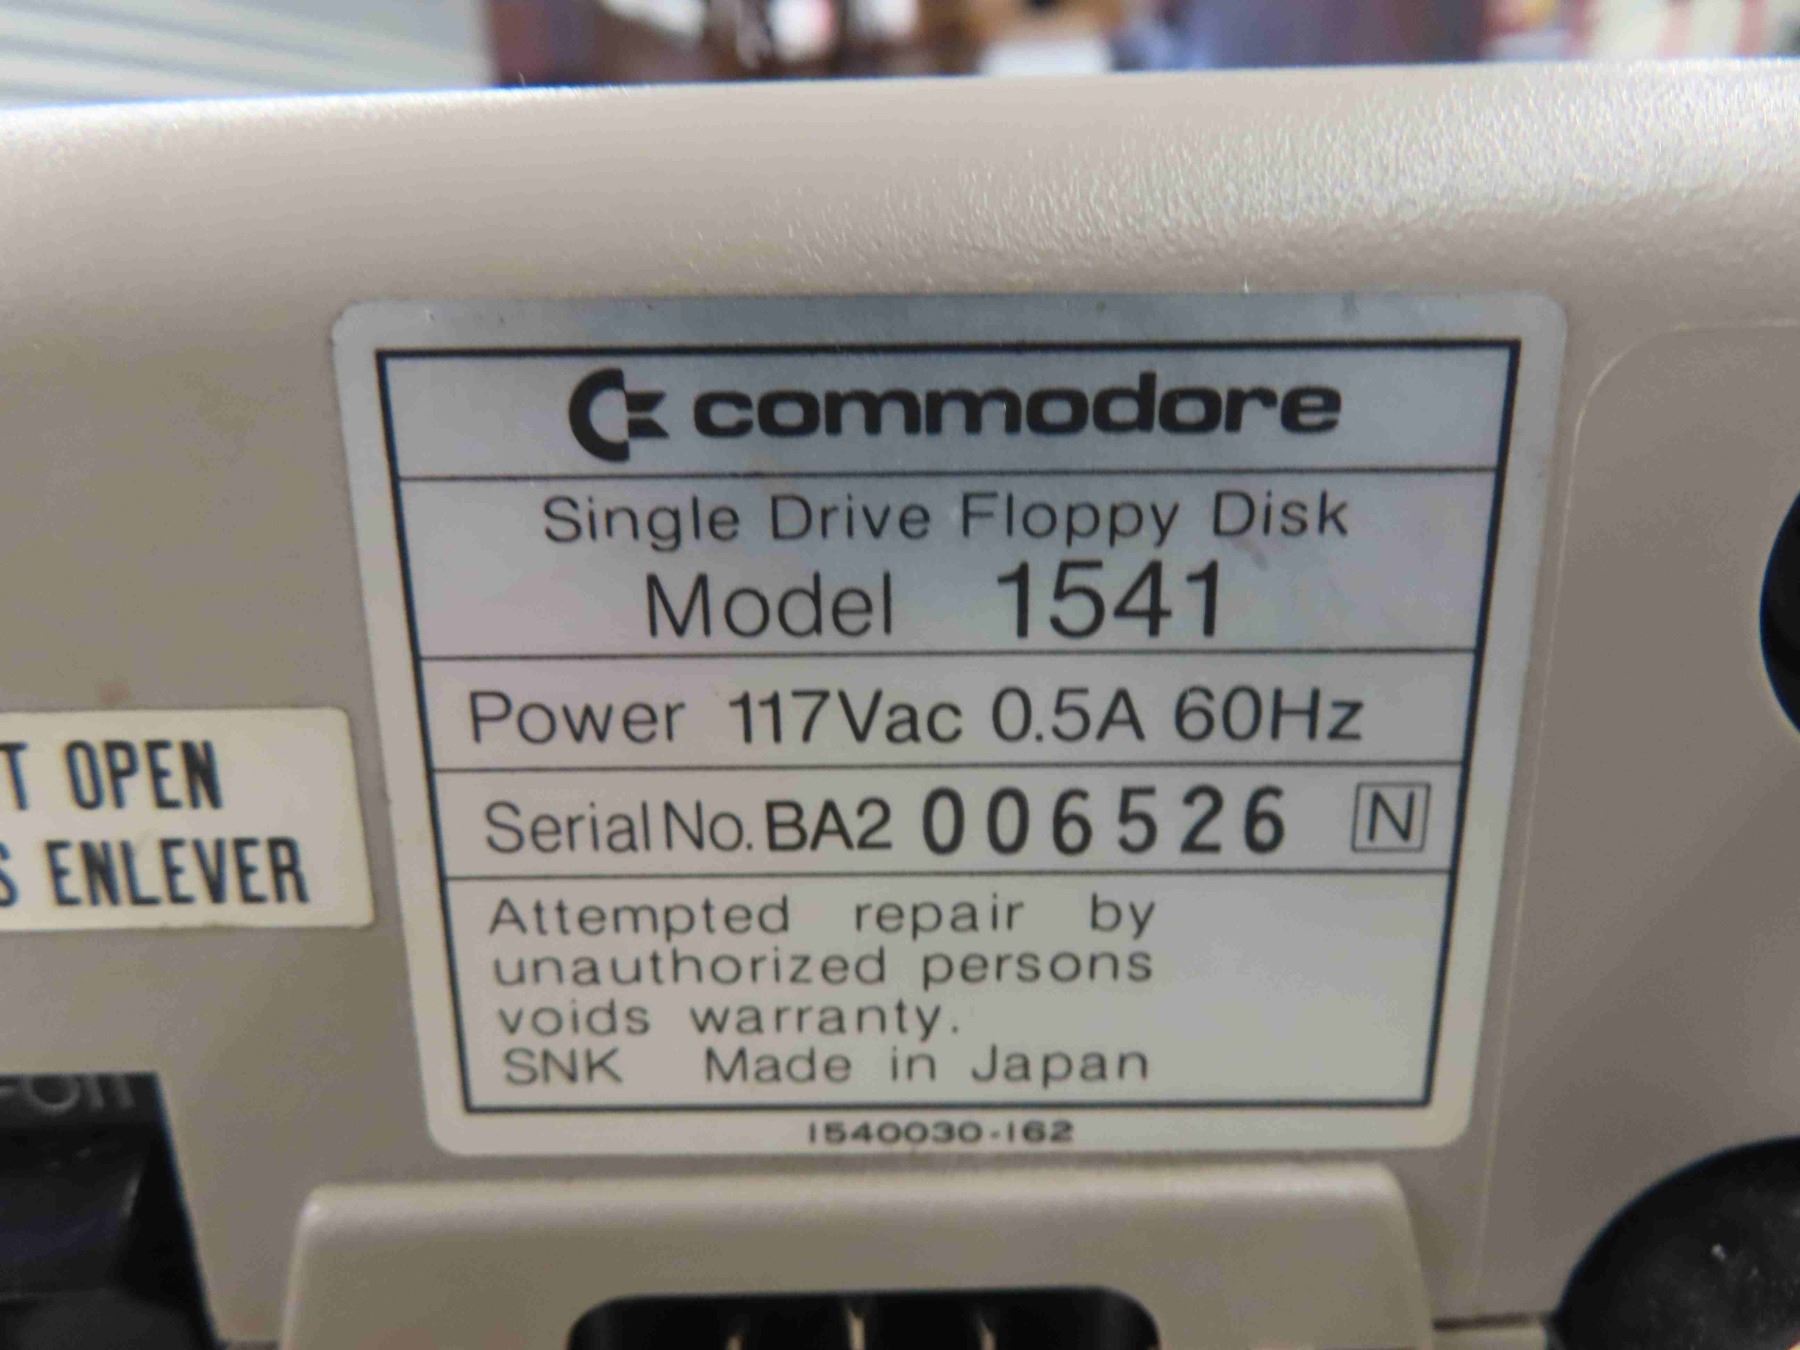 commodore
Single Drive Floppy Disk
Model 1541
Power 117Vac 0.5A 60Hz
Serial No. BA2 006526 N
Attempted repair by
unauthorized persons
voids warranty.
SNK Made in Japan
1540030-162
T OPEN
S ENLEVER